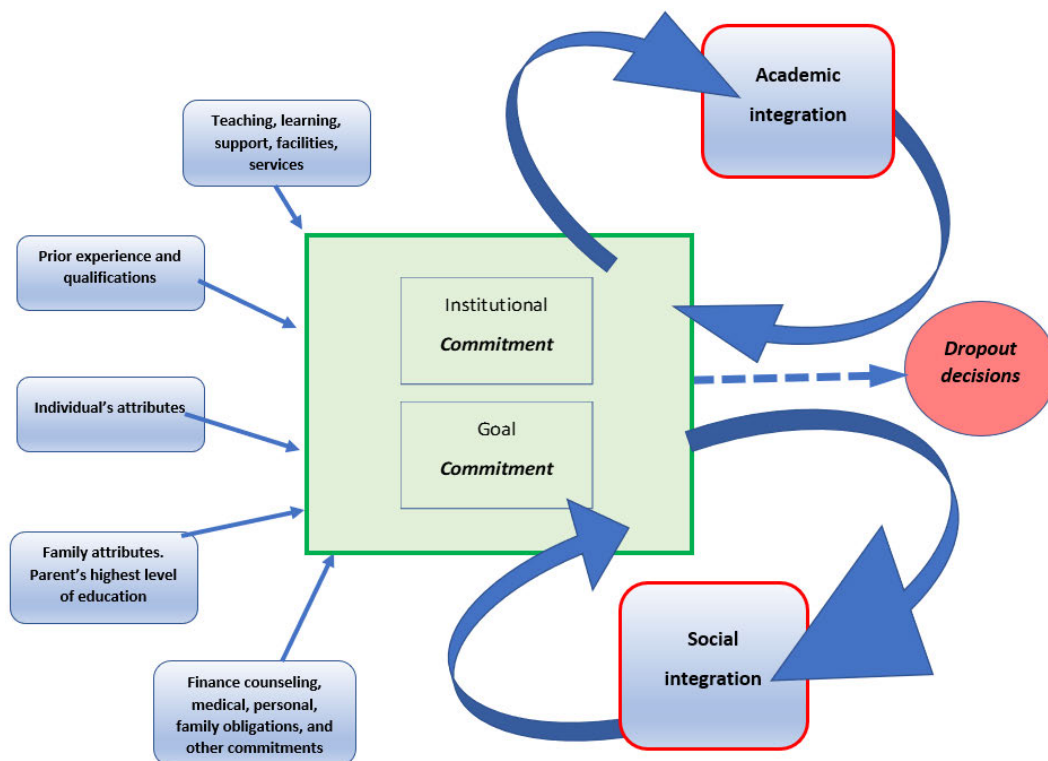 Academic
integration
Teaching, learning,
support, facilities,
services
Prior experience and
qualifications
Institutional
Commitment
Dropout
decisions
Individual's attributes
Goal
Commitment
Family attributes.
Parent's highest level
of education
Social
integration
Finance counseling,
medical, personal,
family obligations, and
other commitments